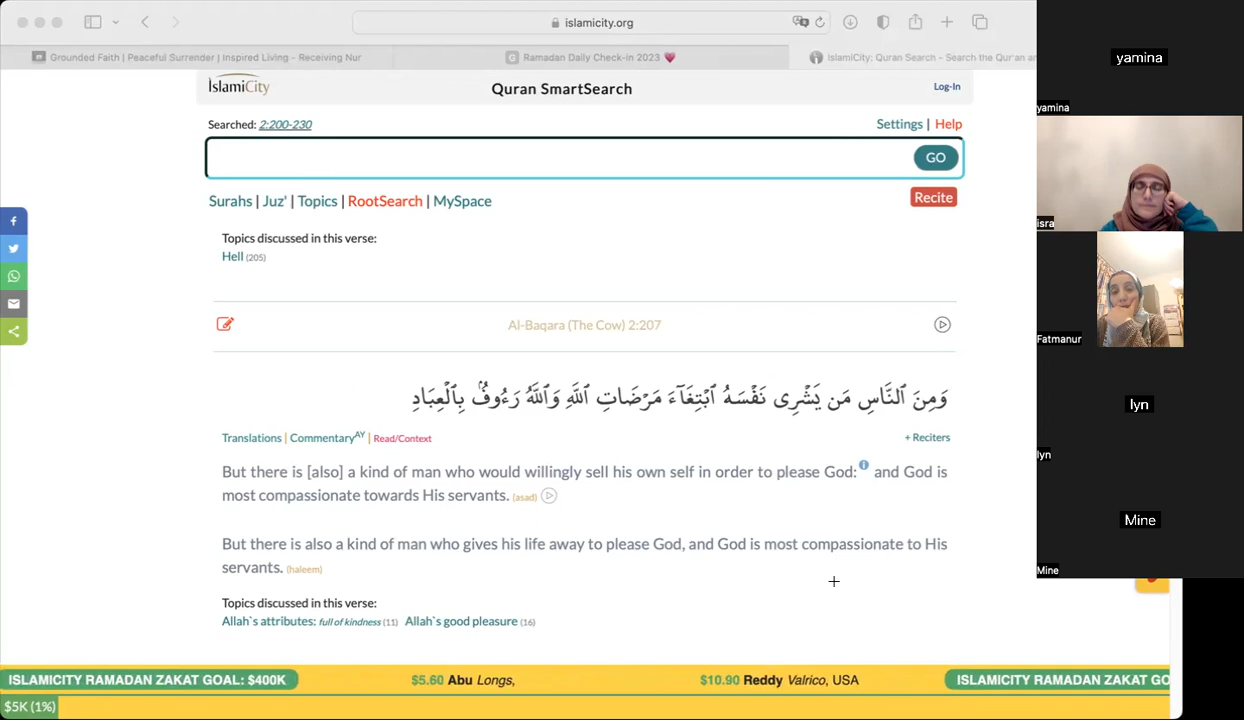 islamicity.org
Grounded Faith | Peaceful Surrender | Inspired Living - Receiving Nur
Ramadan Daily Check-in 2023
IslamiCity: Quran Search - Search the Qur'an
IslamiCity
Quran SmartSearch
Log-In
Searched: 2:200-230
Settings | Help
GO
Surahs | Juz' | Topics | RootSearch | MySpace
Recite
Topics discussed in this verse:
Hell (205)
Al-Baqara (The Cow) 2:207
وَمِنَ ٱلنَّاسِ مَن يَشْرِى نَفْسَهُ ٱبْتِغَآءَ مَرْضَاتِ ٱللَّهِ وَٱللَّهُ رَءُوفٌۢ بِٱلْعِبَادِ
Translations | Commentary AY | Read/Context
+ Reciters
But there is [also] a kind of man who would willingly sell his own self in order to please God: and God is
most compassionate towards His servants. (asad)
But there is also a kind of man who gives his life away to please God, and God is most compassionate to His
servants. (haleem)
Topics discussed in this verse:
Allah`s attributes: full of kindness (11) Allah`s good pleasure (16)
ISLAMICITY RAMADAN ZAKAT GOAL: $400K
$5.60 Abu Longs,
$10.90 Reddy Valrico, USA
ISLAMICITY RAMADAN ZAKAT GO
$5K (1%)
yamina
yamina
isra
Fatmanur
lyn
lyn
Mine
Mine